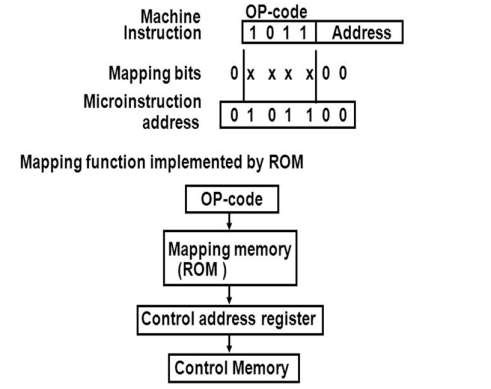 Machine OP-code
Instruction 1 0 1 1 Address
Mapping bits 0 x x x x 0 0
Microinstruction
address 0 1 0 1 1 0 0
Mapping function implemented by ROM
OP-code
Mapping memory
(ROM )
Control address register
Control Memory